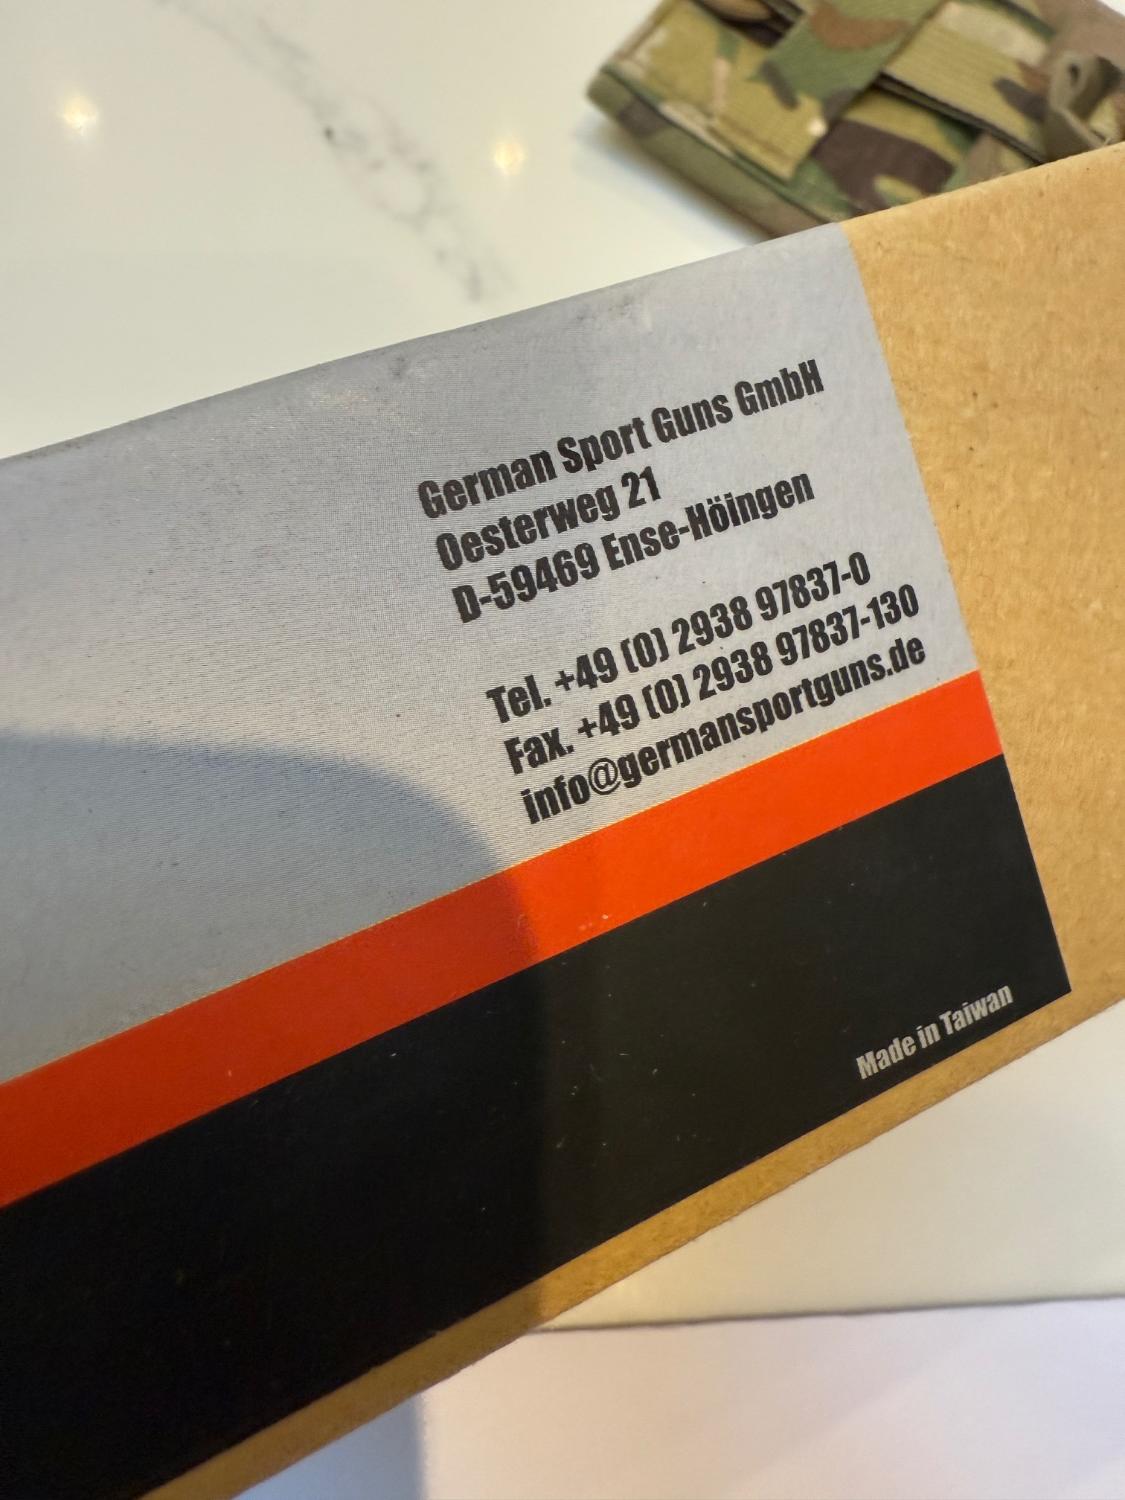 German Sport Guns GmbH
Oesterweg 21
D-59469 Ense-Höingen
Tel. +49 (0) 2938 97837-0
Fax. +49 (0) 2938 97837-130
info@germansportguns.de
Made in Taiwan